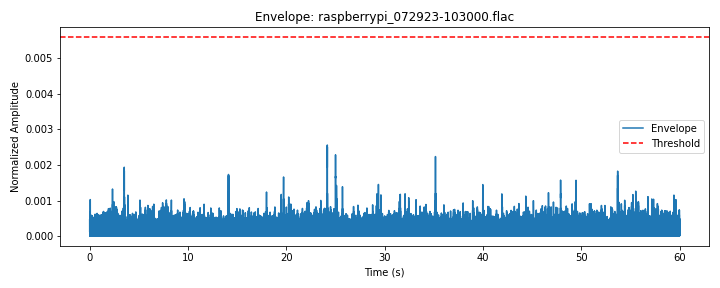 Envelope: raspberrypi_072923-103000.flac
Normalized Amplitude
0.005
0.004
0.003
0.002
0.001
0.000
Envelope
Threshold
0
10
20
30
40
50
60
Time (s)